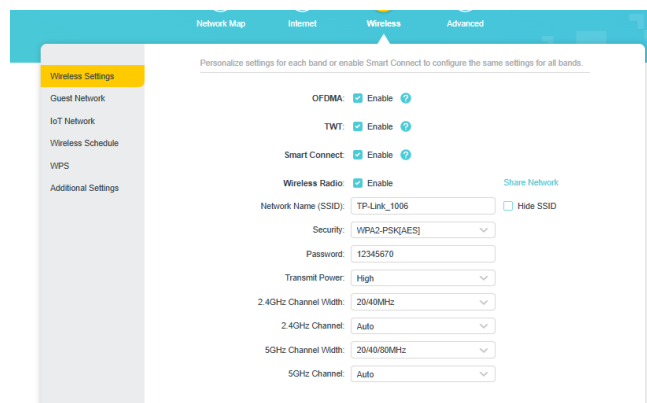 Network Map Internet Wireless Advanced
Personalize settings for each band or enable Smart Connect to configure the same settings for all bands.
Wireless Settings
Guest Network
IoT Network
Wireless Schedule
WPS
Additional Settings
OFDMA: Enable ?
TWT: Enable ?
Smart Connect: Enable ?
Wireless Radio: Enable Share Network
Network Name (SSID): TP-Link_1006 Hide SSID
Security: WPA2-PSK[AES]
Password: 12345670
Transmit Power: High
2.4GHz Channel Width: 20/40MHz
2.4GHz Channel: Auto
5GHz Channel Width: 20/40/80MHz
5GHz Channel: Auto